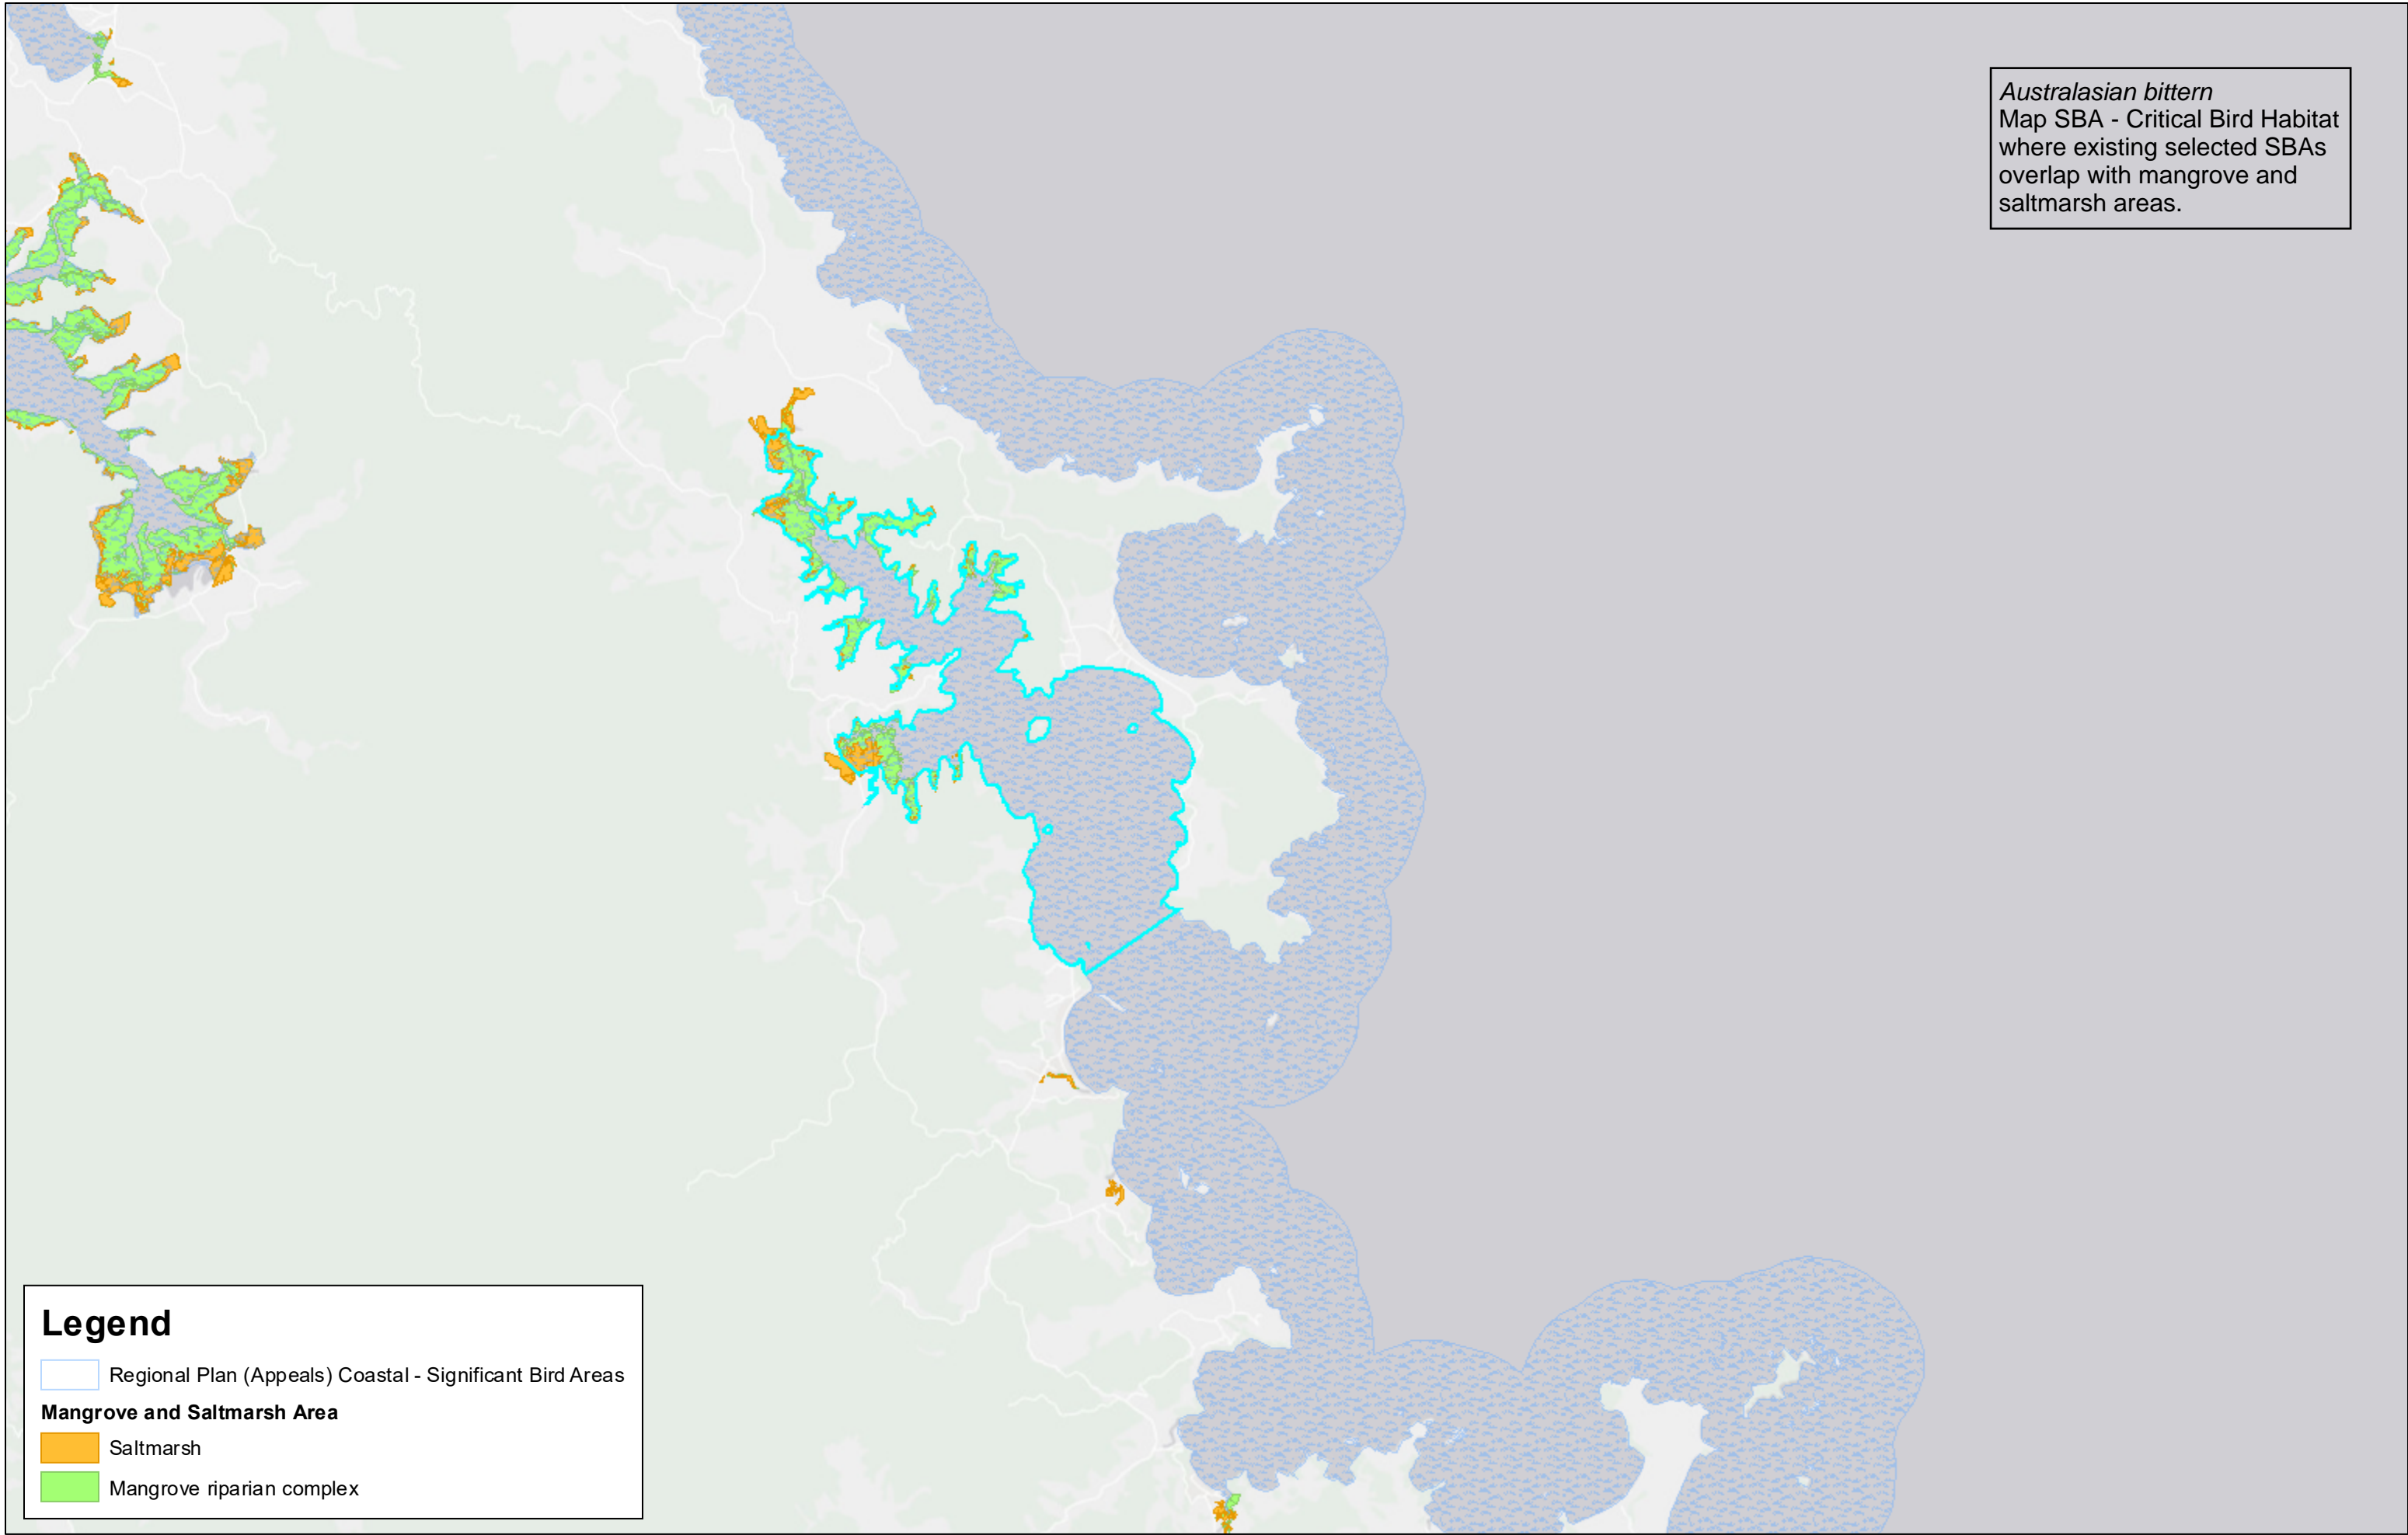 Australasian bittern
Map SBA - Critical Bird Habitat
where existing selected SBAs
overlap with mangrove and
saltmarsh areas.
Legend
Regional Plan (Appeals) Coastal - Significant Bird Areas
Mangrove and Saltmarsh Area
Saltmarsh
Mangrove riparian complex